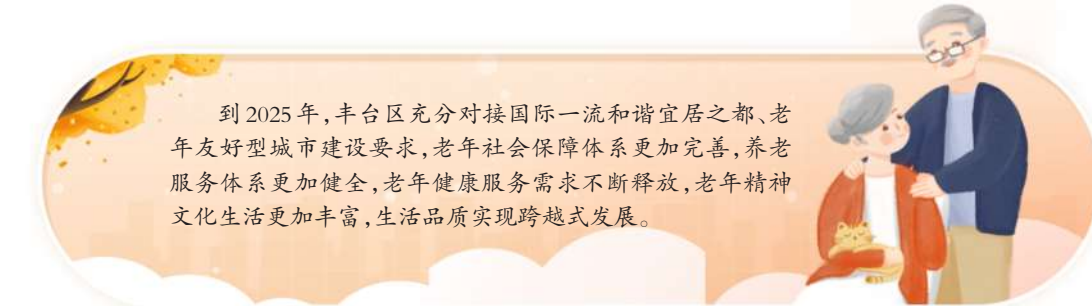 到2025年,丰台区充分对接国际一流和谐宜居之都、老
年友好型城市建设要求,老年社会保障体系更加完善,养老
服务体系更加健全,老年健康服务需求不断释放,老年精神
文化生活更加丰富,生活品质实现跨越式发展。